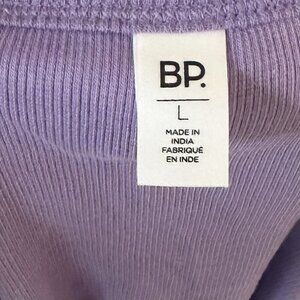 BP.
L
MADE IN
INDIA
FABRIQUÉ
EN INDE